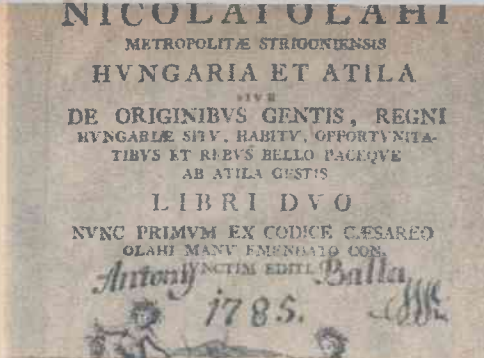 NICOLAI OLAHI
METROPOLITÆ STRIGONIENSIS
HVNGARIA ET ATILA
SIVE
DE ORIGINIBVS GENTIS, REGNI
HVNGARIÆ SITV, HABITV, OPPORTVNITA-
TIBVS ET REBVS BELLO PACEQVE
AB ATILA GESTIS
LIBRI DVO
NVNC PRIMVM EX CODICE CÆSAREO
OLAHI MANV EMENDATO CON-
IVNCTIM EDITI
Antonÿ Balla
1785.